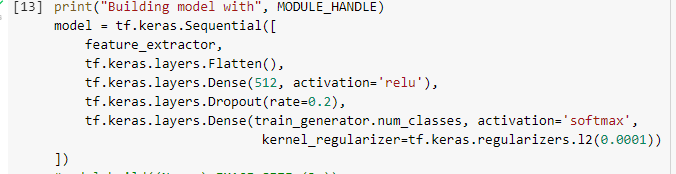 [13] print("Building model with", MODULE_HANDLE)
model = tf.keras.Sequential([
    feature_extractor,
    tf.keras.layers.Flatten(),
    tf.keras.layers.Dense(512, activation='relu'),
    tf.keras.layers.Dropout(rate=0.2),
    tf.keras.layers.Dense(train_generator.num_classes, activation='softmax',
                          kernel_regularizer=tf.keras.regularizers.l2(0.0001))
])